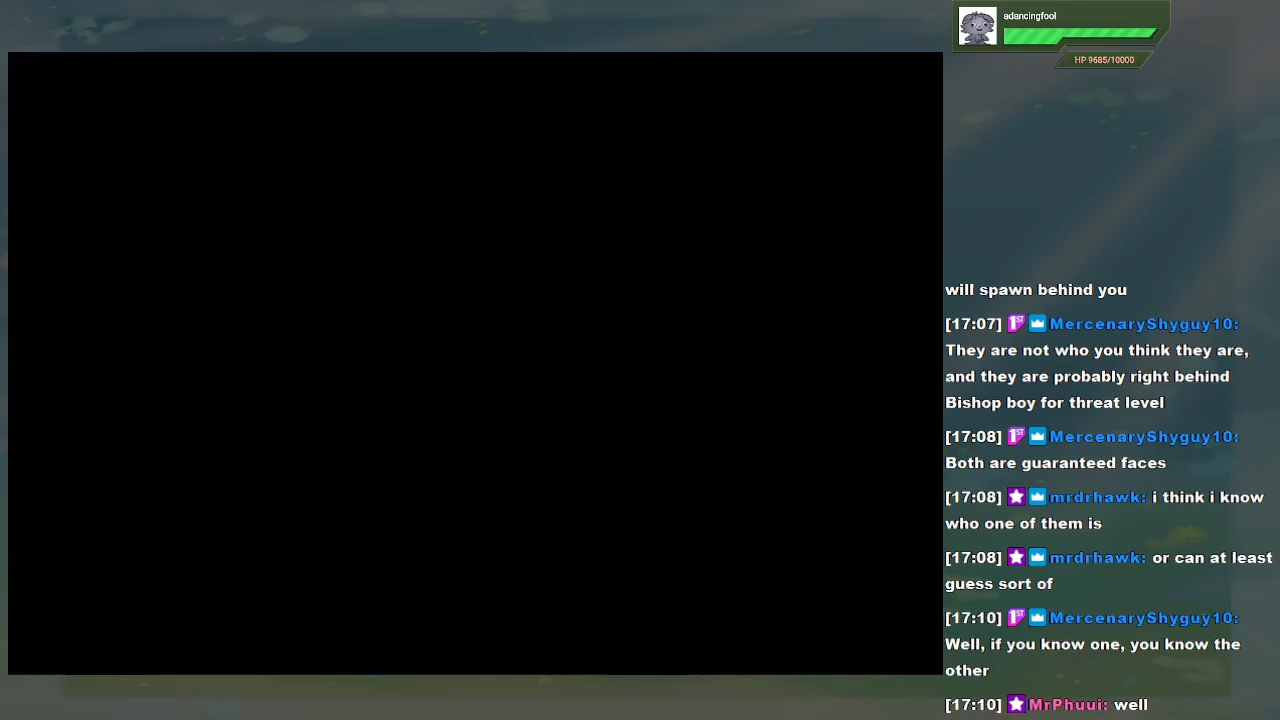 adancingfool
HP 9685/10000
will spawn behind you
[17:07] 1ST MercenaryShyguy10:
They are not who you think they are,
and they are probably right behind
Bishop boy for threat level
[17:08] 1ST MercenaryShyguy10:
Both are guaranteed faces
[17:08] mrdrhawk: i think i know
who one of them is
[17:08] mrdrhawk: or can at least
guess sort of
[17:10] 1ST MercenaryShyguy10:
Well, if you know one, you know the
other
[17:10] MrPhuui: well